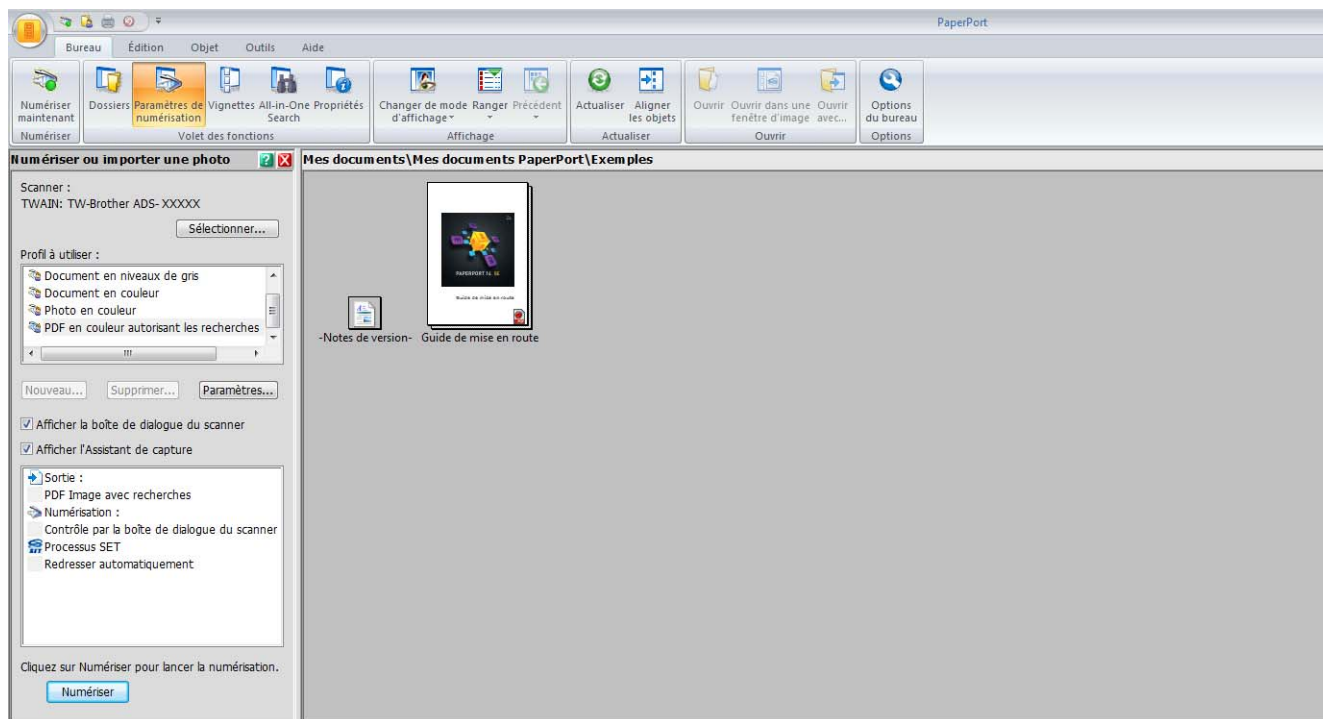 PaperPort
Bureau Édition Objet Outils Aide
Numériser maintenant
Dossiers
Paramètres de numérisation
Vignettes
All-in-One Search
Propriétés
Changer de mode d'affichage
Ranger
Précédent
Actualiser
Aligner les objets
Ouvrir
Ouvrir dans une fenêtre d'image
Ouvrir avec...
Options du bureau
Numériser
Volet des fonctions
Affichage
Actualiser
Ouvrir
Options
Numériser ou importer une photo
Mes documents\Mes documents PaperPort\Exemples
Scanner :
TWAIN: TW-Brother ADS-XXXXX
Sélectionner...
Profil à utiliser :
Document en niveaux de gris
Document en couleur
Photo en couleur
PDF en couleur autorisant les recherches
Nouveau... Supprimer... Paramètres...
Afficher la boîte de dialogue du scanner
Afficher l'Assistant de capture
Sortie :
PDF Image avec recherches
Numérisation :
Contrôle par la boîte de dialogue du scanner
Processus SET
Redresser automatiquement
Cliquez sur Numériser pour lancer la numérisation.
Numériser
Guide de mise en route
-Notes de version- Guide de mise en route